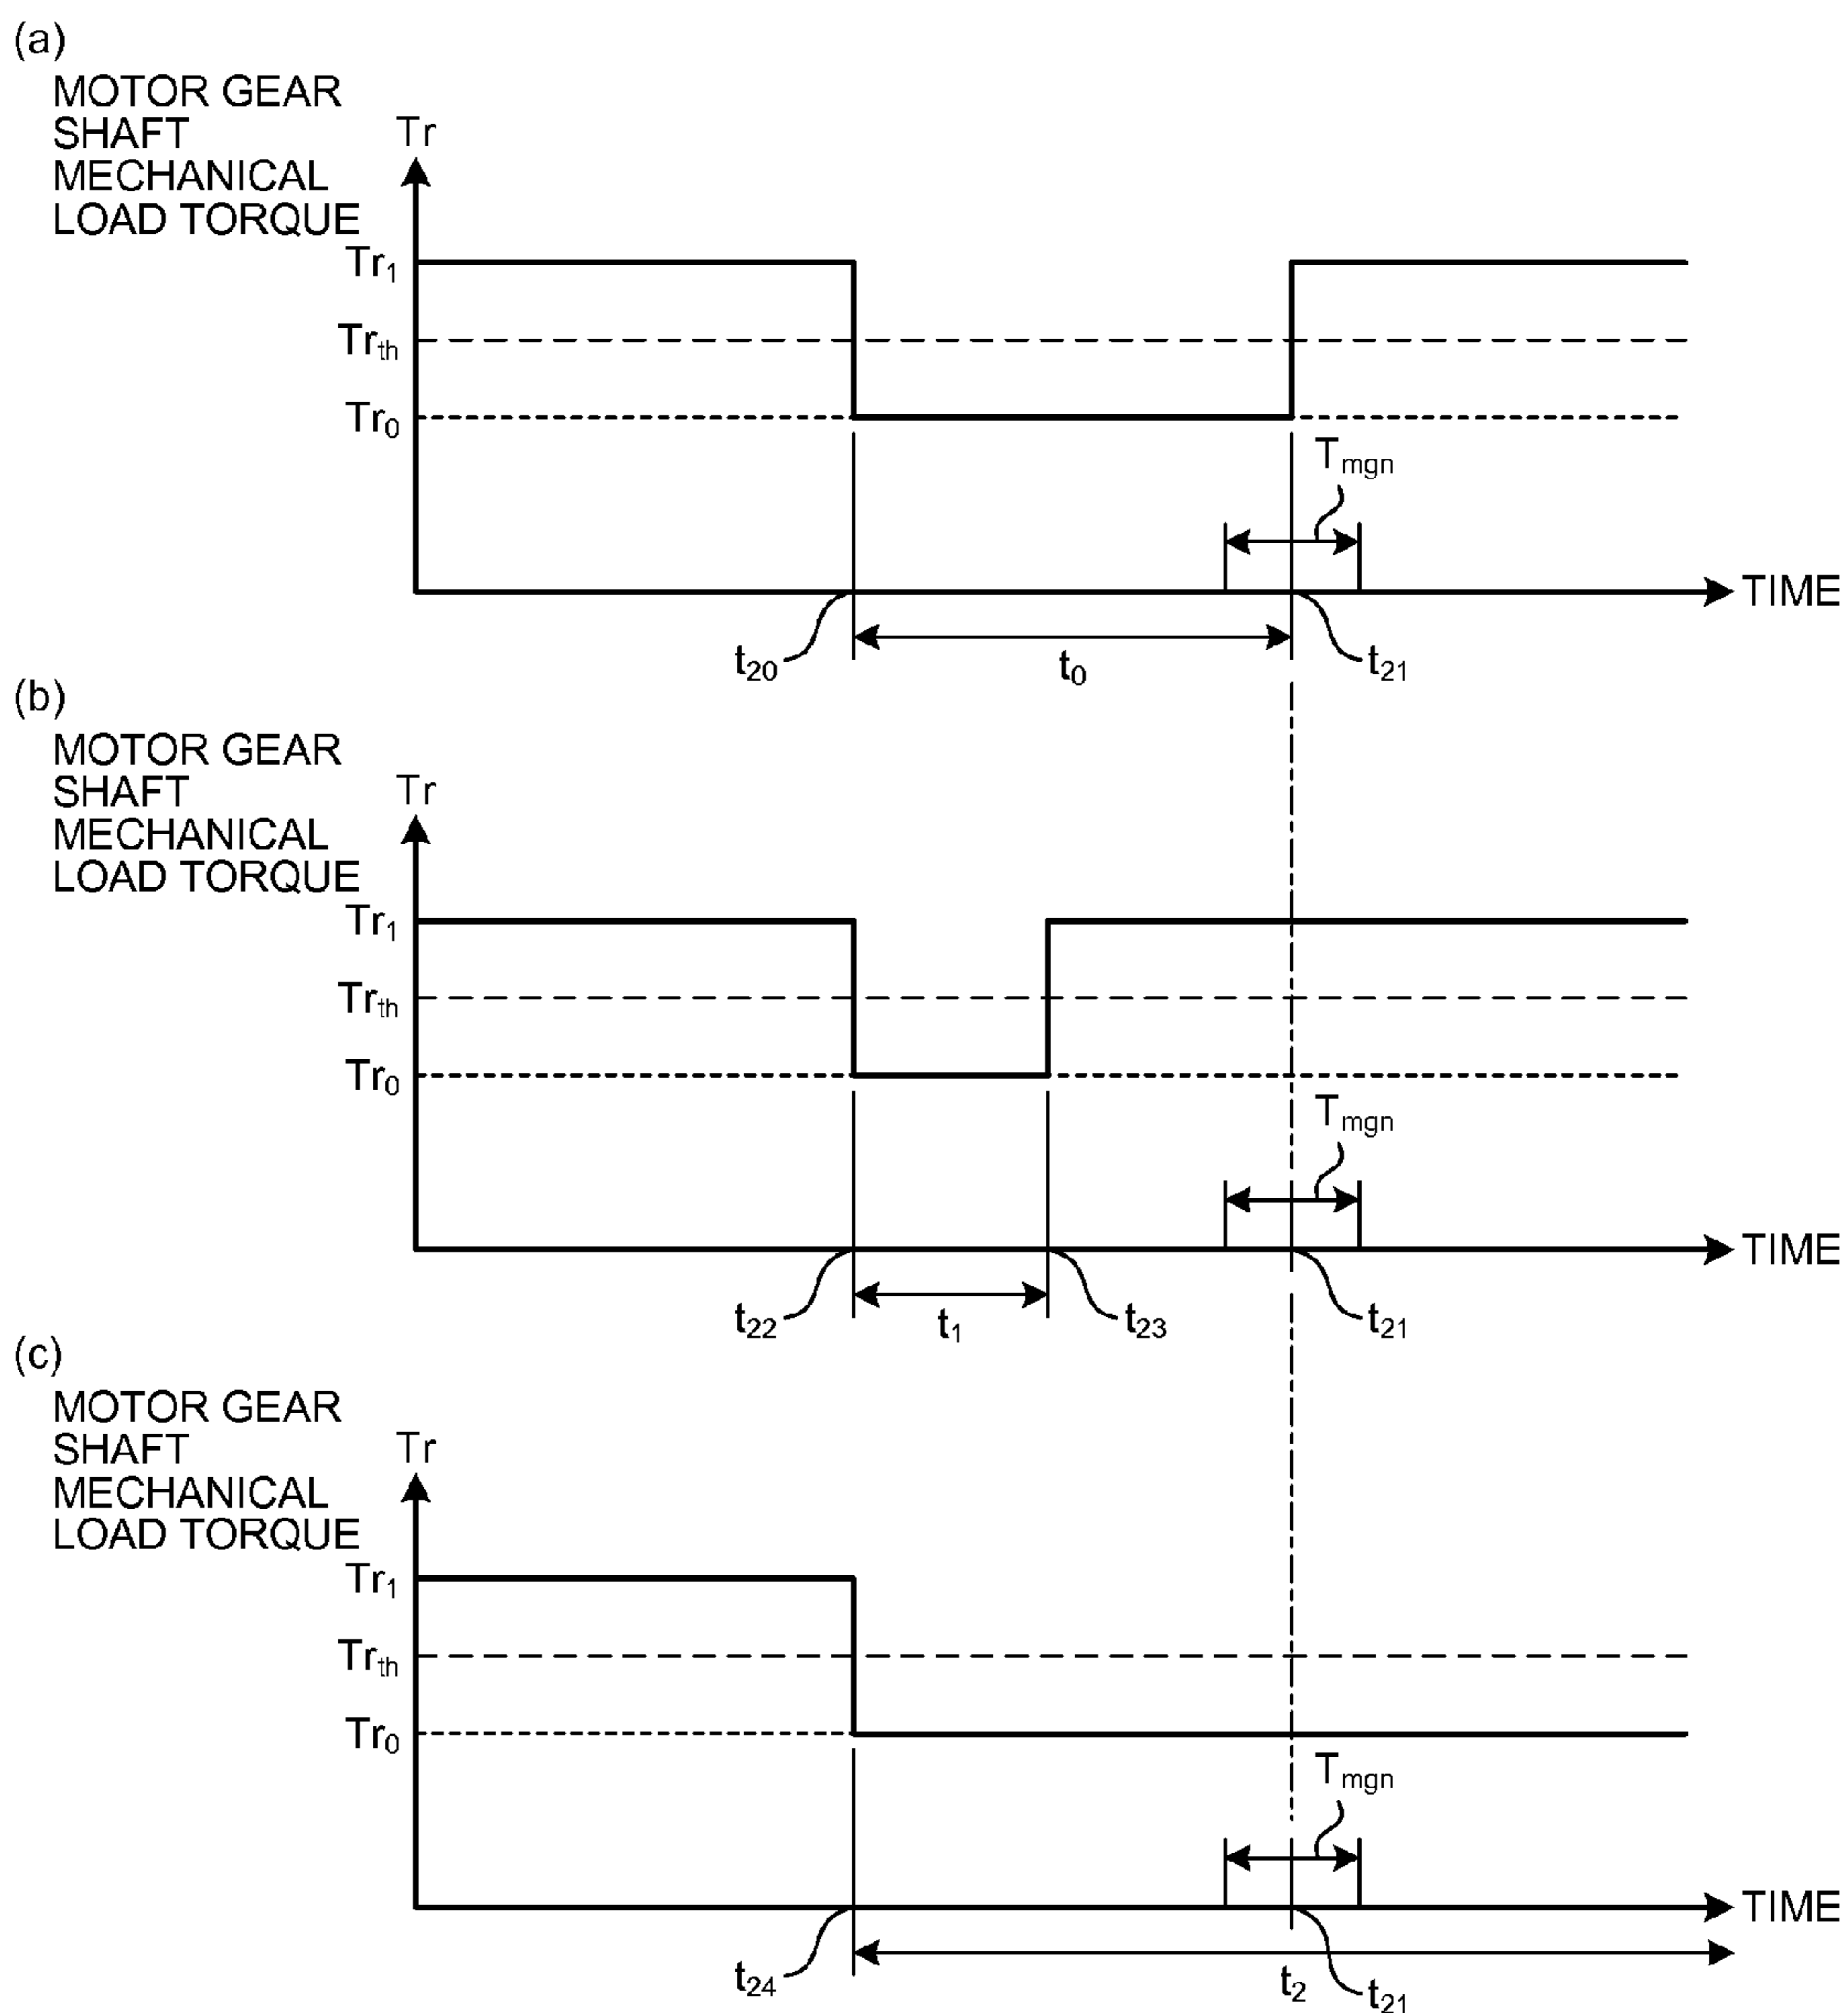 (a)
MOTOR GEAR
SHAFT
MECHANICAL
LOAD TORQUE
Tr
Tr1
Trth
Tr0
Tmgn
TIME
t20
t0
t21
(b)
MOTOR GEAR
SHAFT
MECHANICAL
LOAD TORQUE
Tr
Tr1
Trth
Tr0
Tmgn
TIME
t22
t1
t23
t21
(c)
MOTOR GEAR
SHAFT
MECHANICAL
LOAD TORQUE
Tr
Tr1
Trth
Tr0
Tmgn
TIME
t24
t2
t21